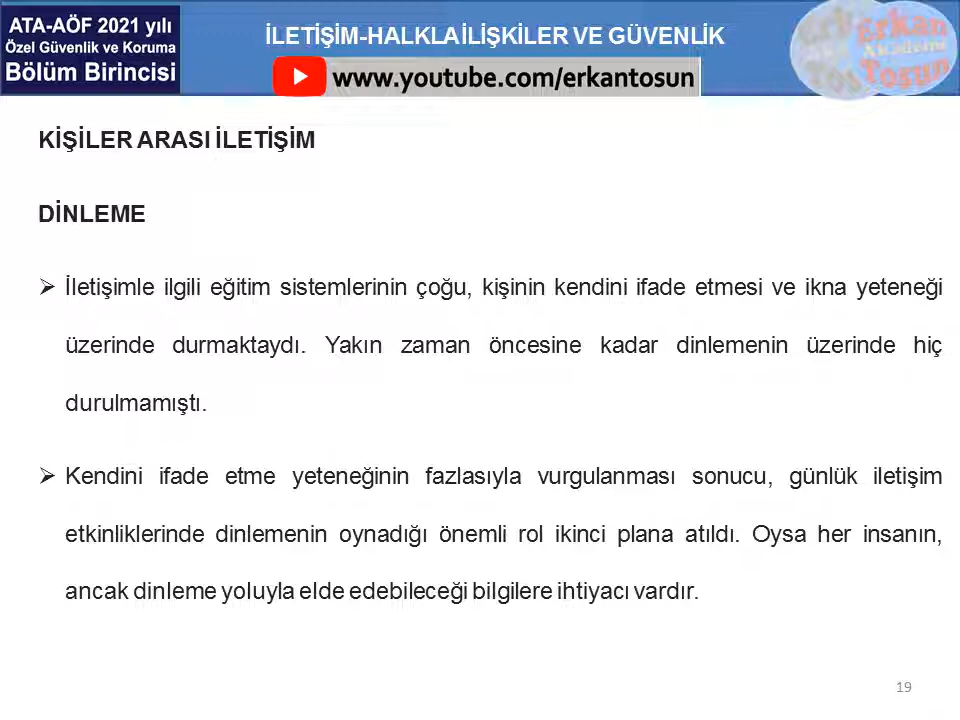 ATA-AÖF 2021 yılı
Özel Güvenlik ve Koruma
Bölüm Birincisi
İLETİŞİM-HALKLA İLİŞKİLER VE GÜVENLİK
www.youtube.com/erkantosun
Erkan
Akademi
Tosun
KİŞİLER ARASI İLETİŞİM
DİNLEME
İletişimle ilgili eğitim sistemlerinin çoğu, kişinin kendini ifade etmesi ve ikna yeteneği
üzerinde durmaktaydı. Yakın zaman öncesine kadar dinlemenin üzerinde hiç
durulmamıştı.
Kendini ifade etme yeteneğinin fazlasıyla vurgulanması sonucu, günlük iletişim
etkinliklerinde dinlemenin oynadığı önemli rol ikinci plana atıldı. Oysa her insanın,
ancak dinleme yoluyla elde edebileceği bilgilere ihtiyacı vardır.
19